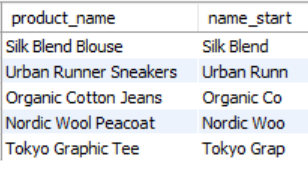 product_name name_start
Silk Blend Blouse Silk Blend
Urban Runner Sneakers Urban Runn
Organic Cotton Jeans Organic Co
Nordic Wool Peacoat Nordic Woo
Tokyo Graphic Tee Tokyo Grap